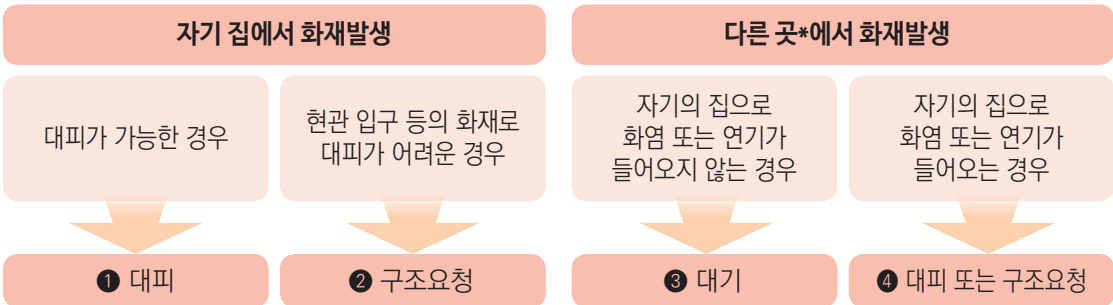 자기 집에서 화재발생
다른 곳*에서 화재발생
대피가 가능한 경우
현관 입구 등의 화재로
대피가 어려운 경우
자기의 집으로
화염 또는 연기가
들어오지 않는 경우
자기의 집으로
화염 또는 연기가
들어오는 경우
❶ 대피
❷ 구조요청
❸ 대기
❹ 대피 또는 구조요청